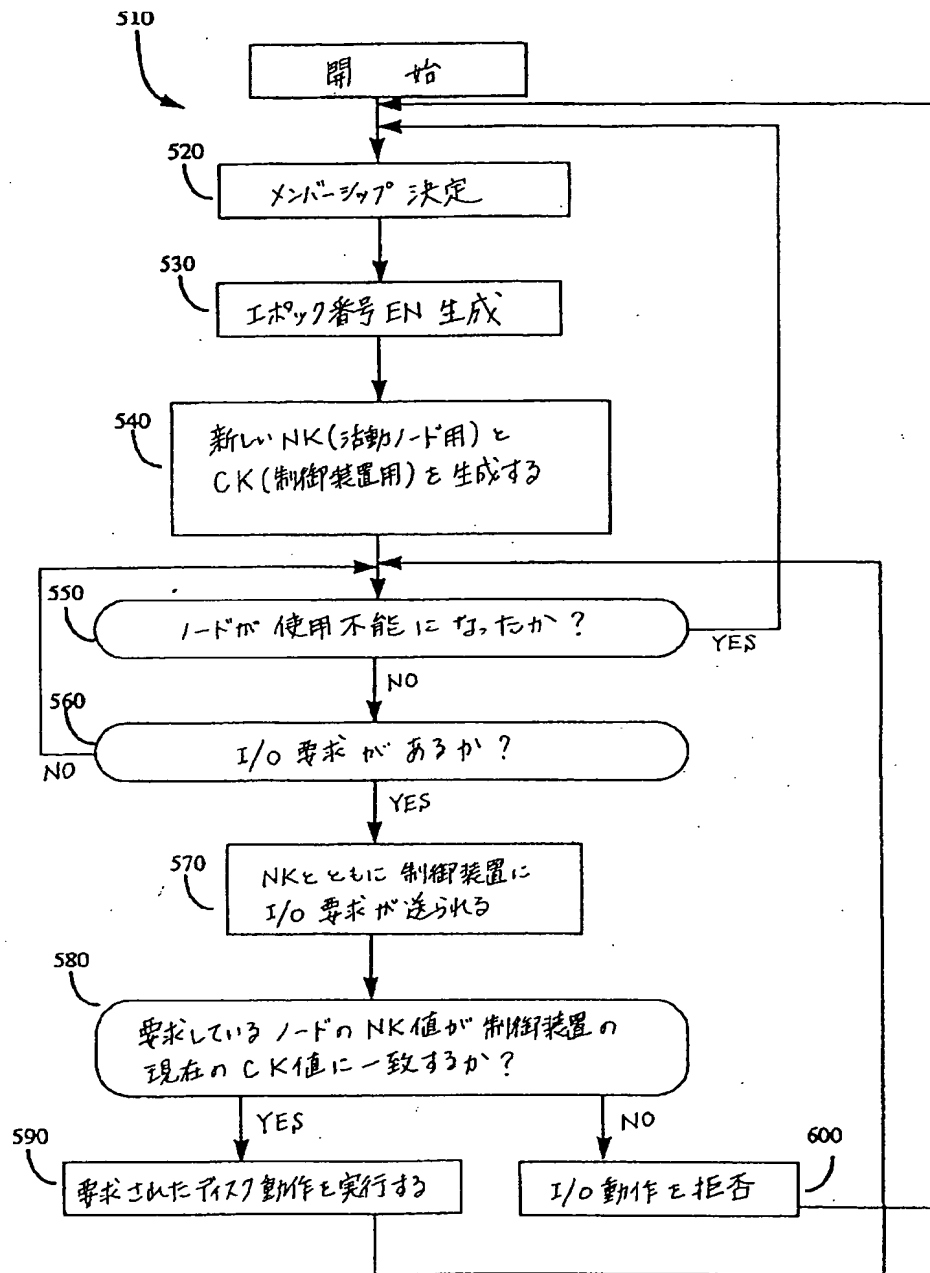 510
開 始
520
メンバーシップ 決定
530
エポック番号 EN 生成
540
新しい NK(活動ノード用)と
CK(制御装置用)を生成する
550
ノードが 使用不能になったか?
YES
NO
560
I/O 要求があるか?
NO
YES
570
NKとともに 制御装置に
I/O 要求が送られる
580
要求している ノードの NK値が 制御装置の
現在の CK値に一致するか?
YES
NO
590
要求されたディスク動作を実行する
600
I/O 動作を拒否